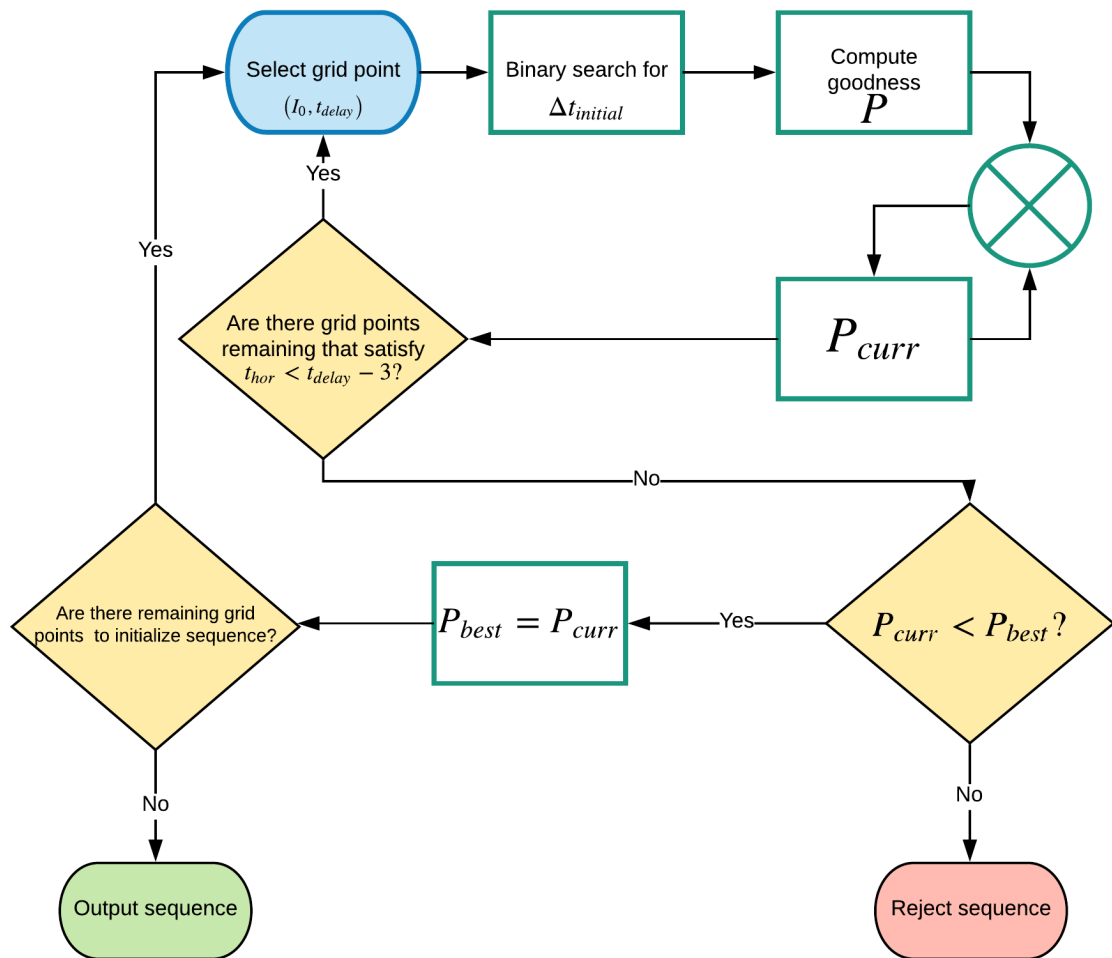 Select grid point
(I₀, t_delay)
Binary search for
Δt_initial
Compute
goodness
P
Yes
Yes
Are there grid points
remaining that satisfy
t_hor < t_delay − 3?
P_curr
No
Are there remaining grid
points to initialize sequence?
P_best = P_curr
Yes
P_curr < P_best?
No
No
Output sequence
Reject sequence